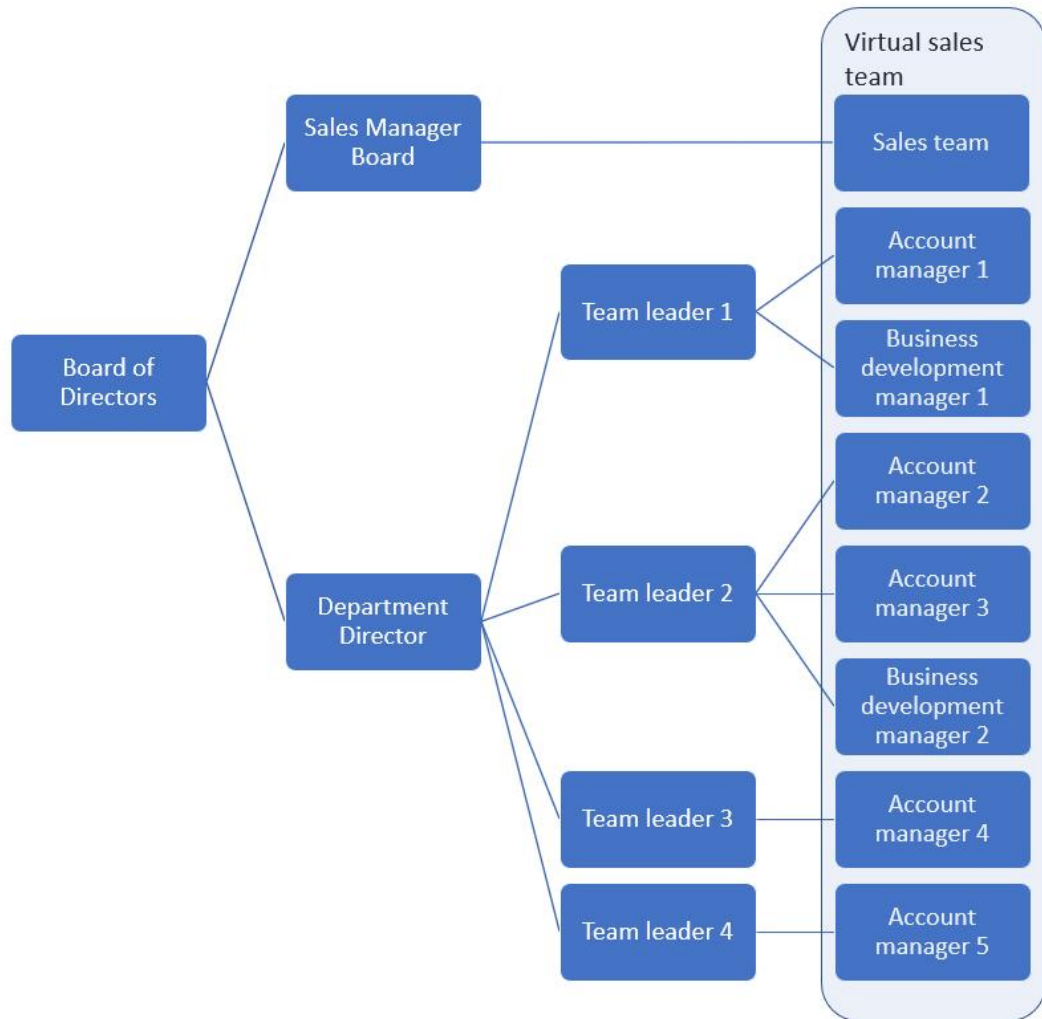 Virtual sales
team
Sales Manager
Board
Sales team
Account
manager 1
Team leader 1
Business
development
manager 1
Board of
Directors
Account
manager 2
Team leader 2
Account
manager 3
Department
Director
Business
development
manager 2
Team leader 3
Account
manager 4
Team leader 4
Account
manager 5